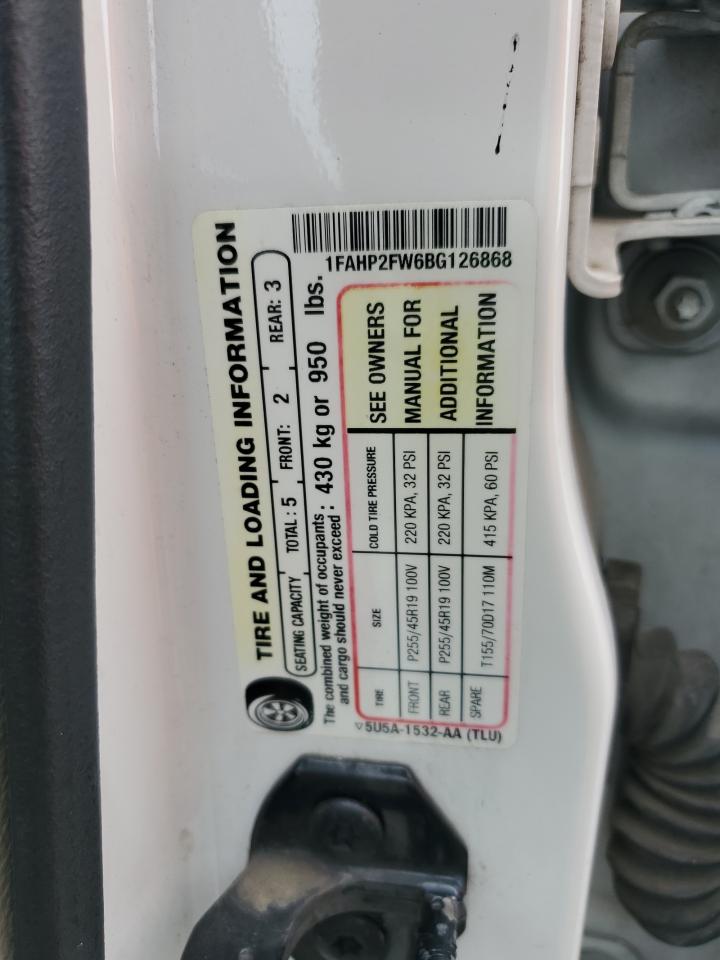 1FAHP2FW6BG126868
TIRE AND LOADING INFORMATION
SEATING CAPACITY TOTAL: 5 FRONT: 2 REAR: 3
The combined weight of occupants
and cargo should never exceed : 430 kg or 950 lbs.
TIRE SIZE COLD TIRE PRESSURE
FRONT P255/45R19 100V 220 KPA, 32 PSI
REAR P255/45R19 100V 220 KPA, 32 PSI
SPARE T155/70D17 110M 415 KPA, 60 PSI
SEE OWNERS
MANUAL FOR
ADDITIONAL
INFORMATION
5U5A-1532-AA (TLU)